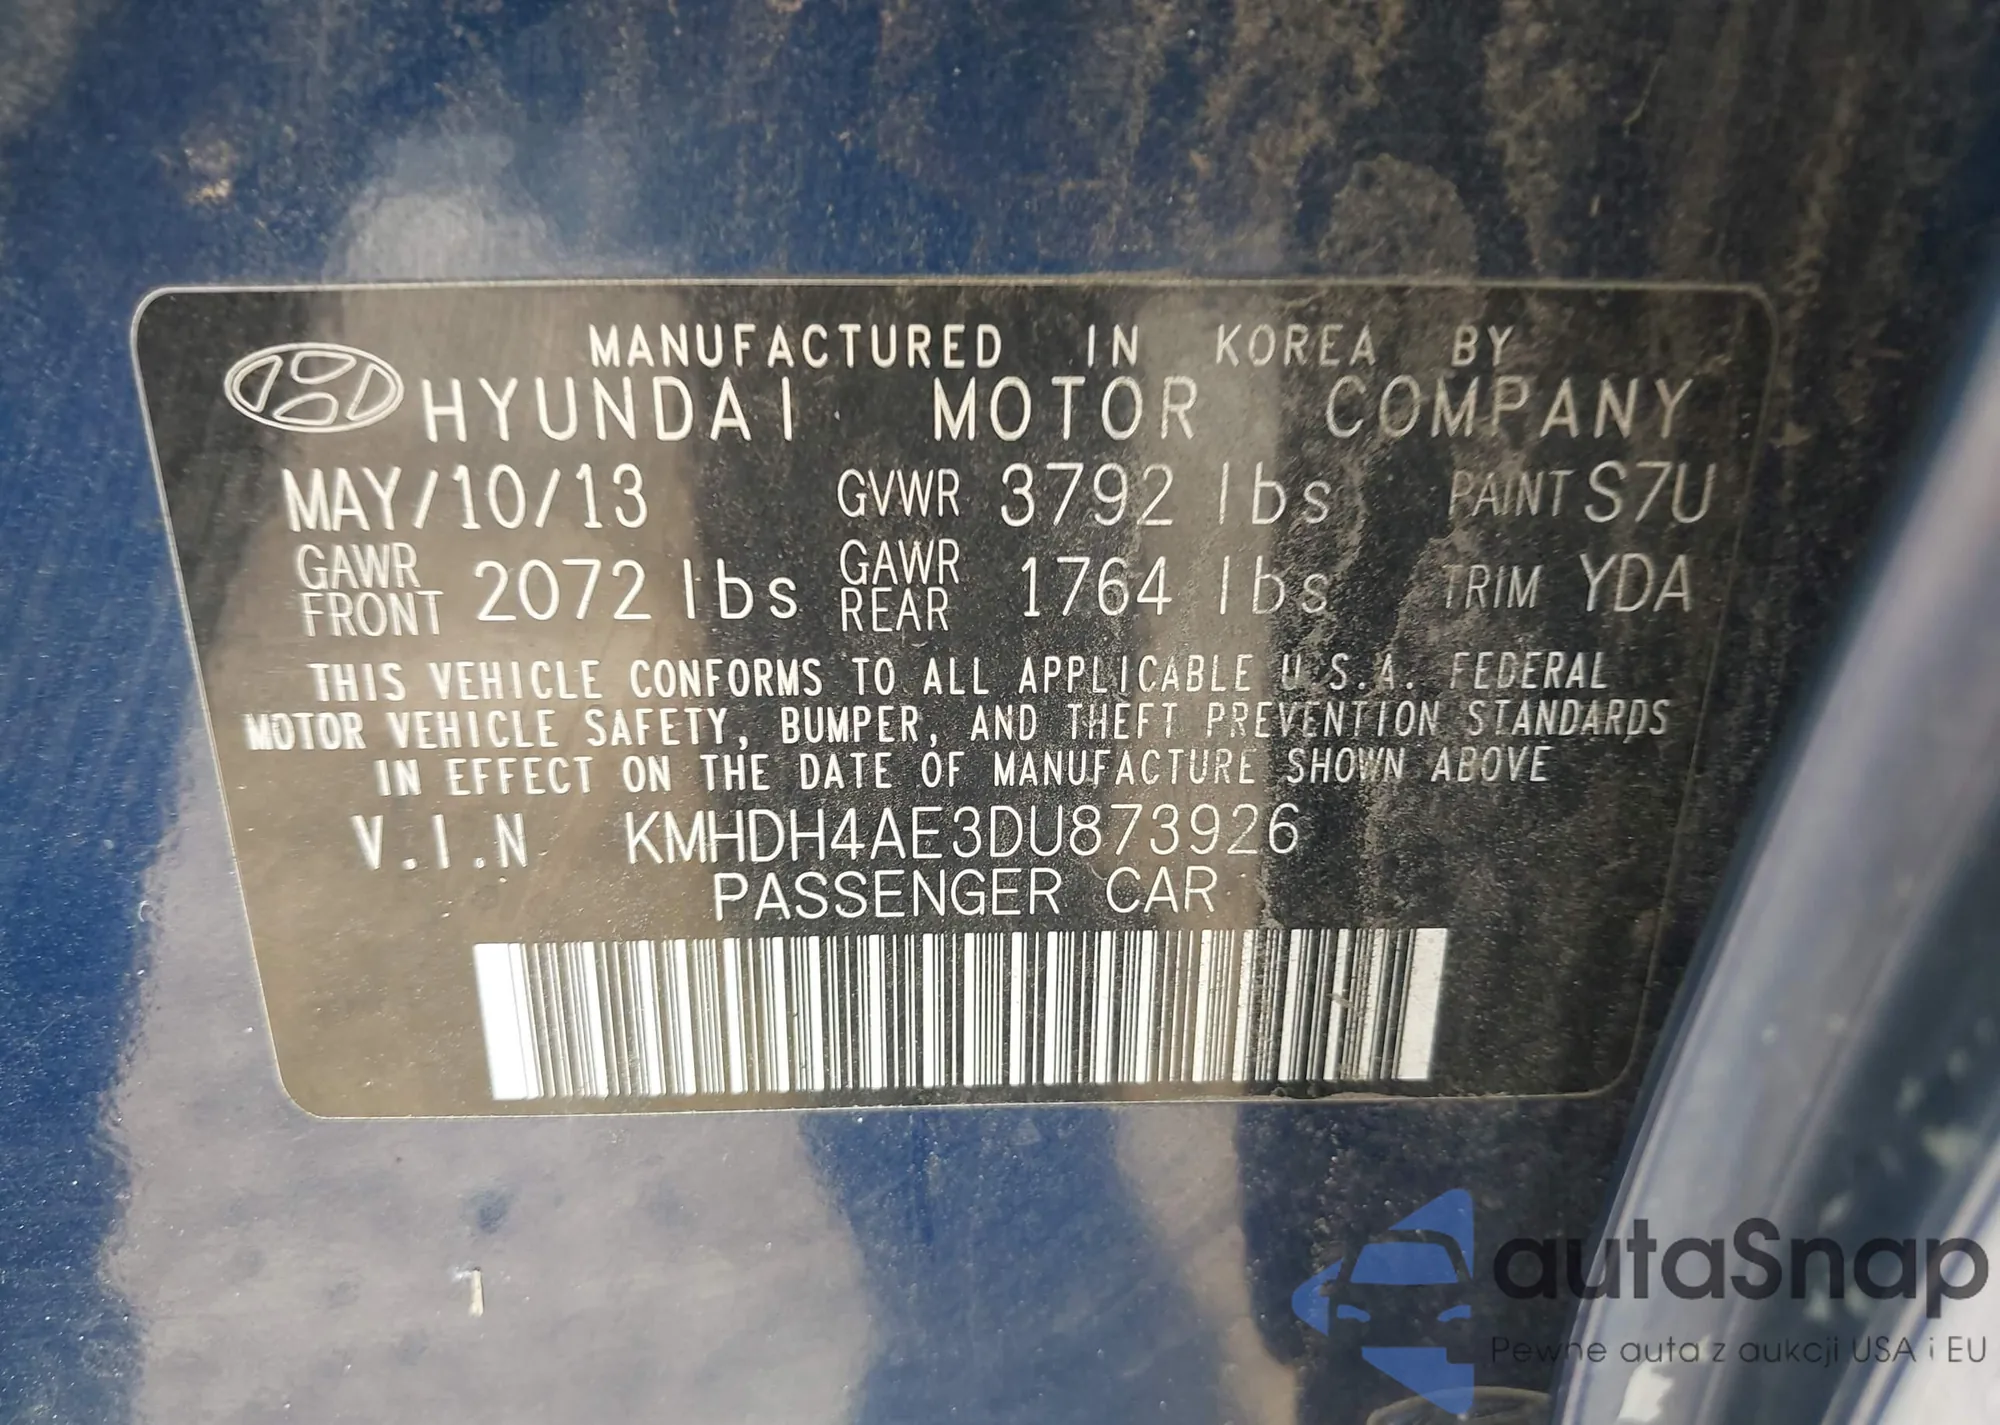 MANUFACTURED IN KOREA BY
HYUNDAI MOTOR COMPANY
MAY/10/13 GVWR 3792 lbs PAINT S7U
GAWR FRONT 2072 lbs GAWR REAR 1764 lbs TRIM YDA
THIS VEHICLE CONFORMS TO ALL APPLICABLE U.S.A. FEDERAL
MOTOR VEHICLE SAFETY, BUMPER, AND THEFT PREVENTION STANDARDS
IN EFFECT ON THE DATE OF MANUFACTURE SHOWN ABOVE
V.I.N KMHDH4AE3DU873926
PASSENGER CAR
autaSnap
Pewne auta z aukcji USA i EU